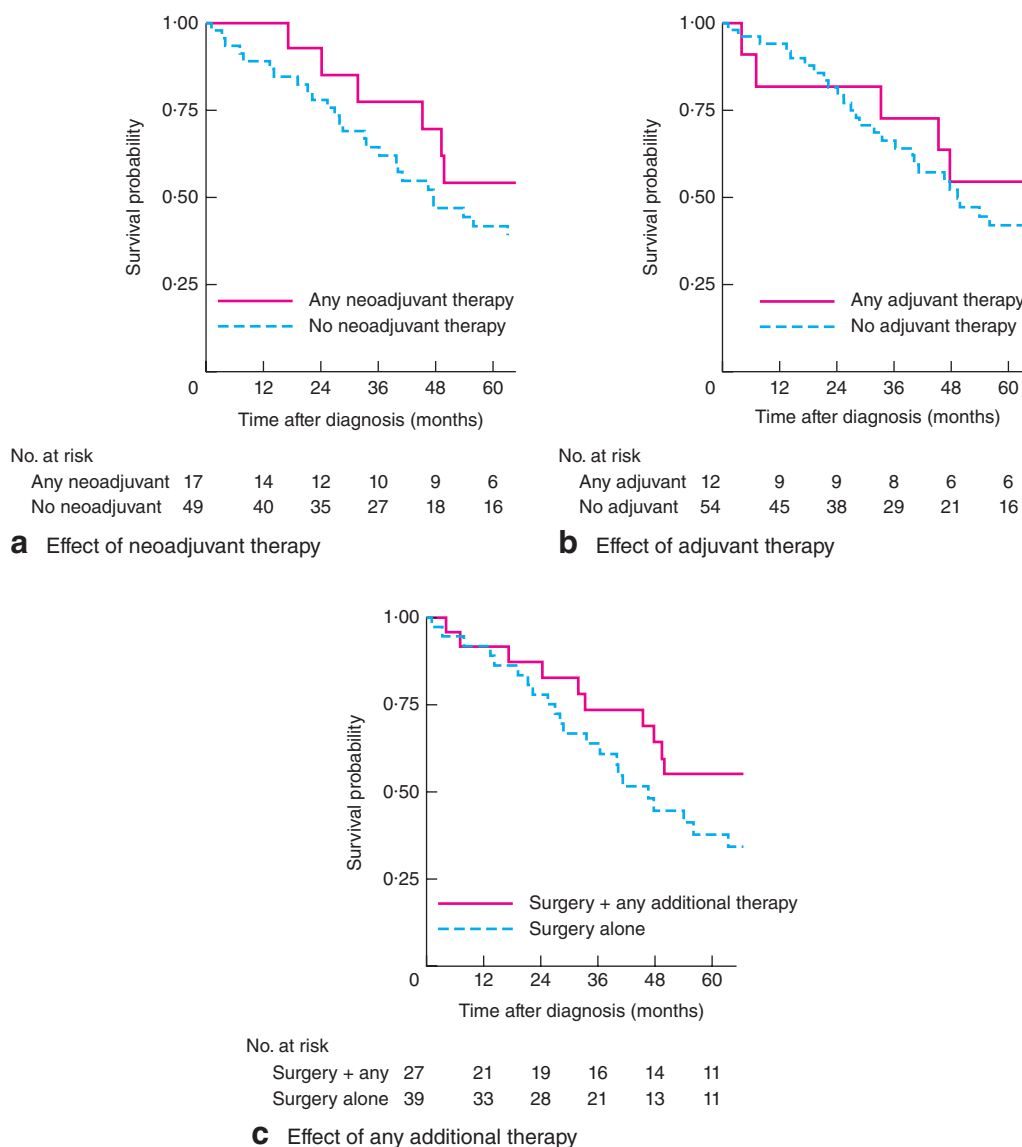 1·00
0·75
0·50
0·25
0
Survival probability
Any neoadjuvant therapy
No neoadjuvant therapy
12 24 36 48 60
Time after diagnosis (months)
No. at risk
Any neoadjuvant 17 14 12 10 9 6
No neoadjuvant 49 40 35 27 18 16
a Effect of neoadjuvant therapy
1·00
0·75
0·50
0·25
0
Survival probability
Any adjuvant therapy
No adjuvant therapy
12 24 36 48 60
Time after diagnosis (months)
No. at risk
Any adjuvant 12 9 9 8 6 6
No adjuvant 54 45 38 29 21 16
b Effect of adjuvant therapy
1·00
0·75
0·50
0·25
0
Survival probability
Surgery + any additional therapy
Surgery alone
12 24 36 48 60
Time after diagnosis (months)
No. at risk
Surgery + any 27 21 19 16 14 11
Surgery alone 39 33 28 21 13 11
c Effect of any additional therapy